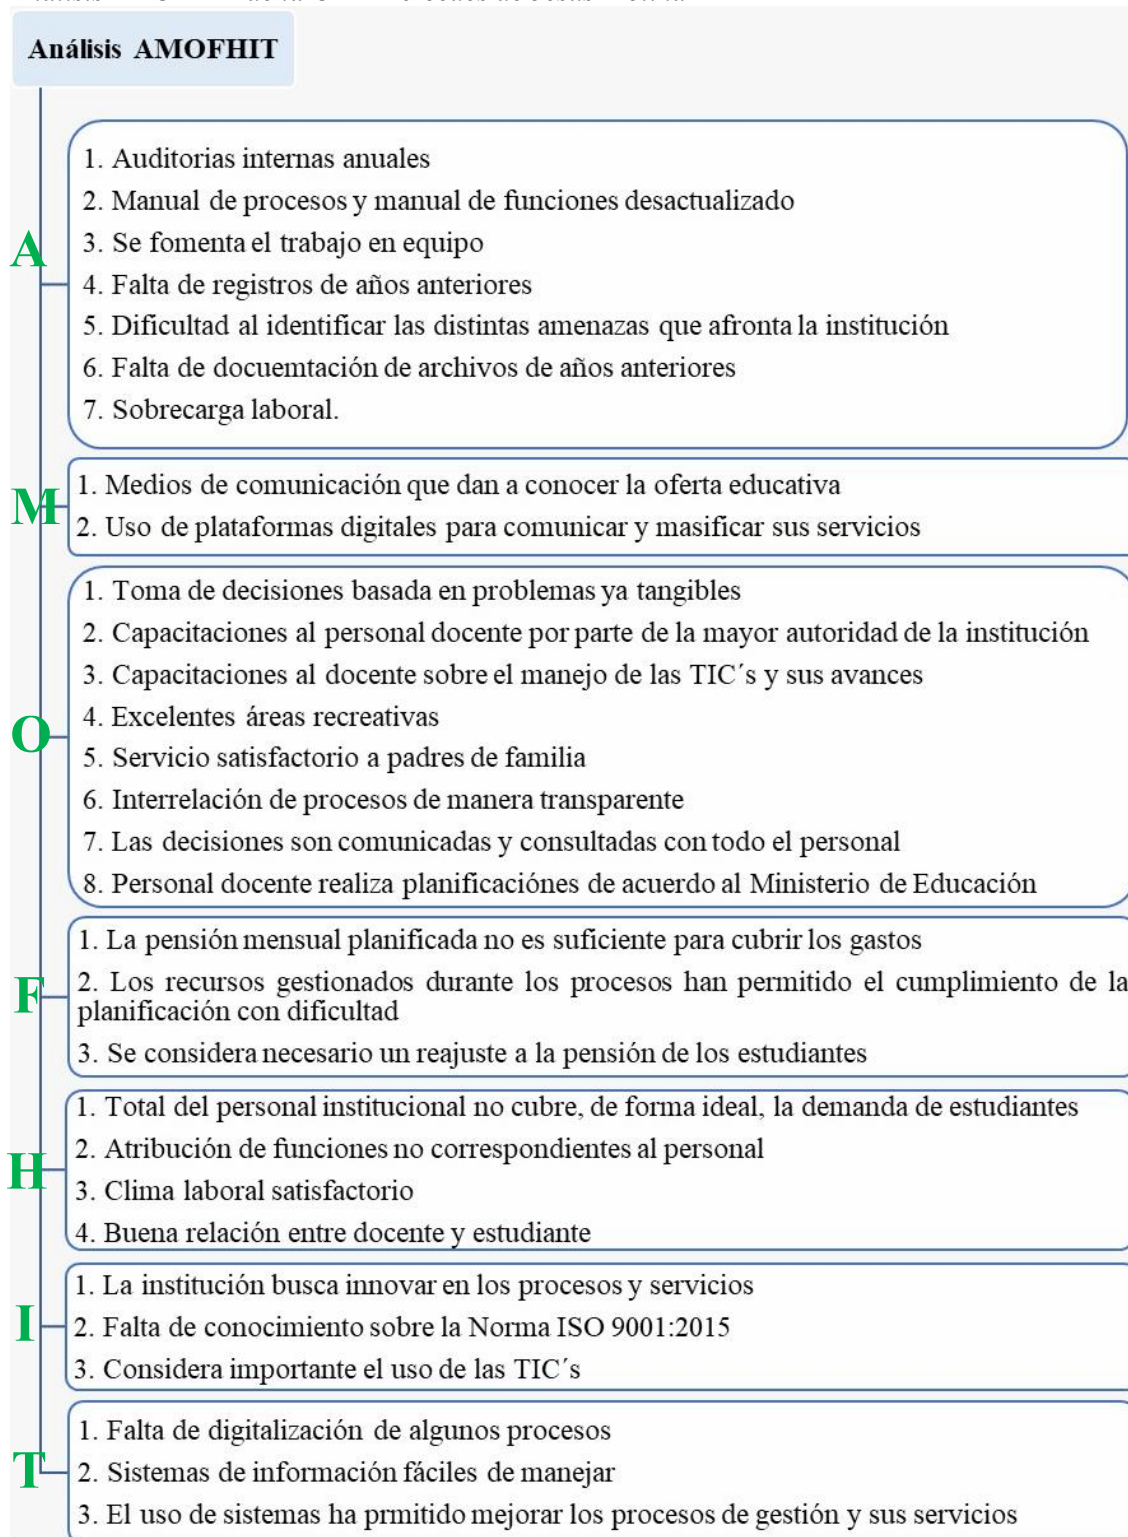 Análisis AMOFHIT
A
1. Auditorias internas anuales
2. Manual de procesos y manual de funciones desactualizado
3. Se fomenta el trabajo en equipo
4. Falta de registros de años anteriores
5. Dificultad al identificar las distintas amenazas que afronta la institución
6. Falta de docuemtación de archivos de años anteriores
7. Sobrecarga laboral.
M
1. Medios de comunicación que dan a conocer la oferta educativa
2. Uso de plataformas digitales para comunicar y masificar sus servicios
O
1. Toma de decisiones basada en problemas ya tangibles
2. Capacitaciones al personal docente por parte de la mayor autoridad de la institución
3. Capacitaciones al docente sobre el manejo de las TIC´s y sus avances
4. Excelentes áreas recreativas
5. Servicio satisfactorio a padres de familia
6. Interrelación de procesos de manera transparente
7. Las decisiones son comunicadas y consultadas con todo el personal
8. Personal docente realiza planificaciónes de acuerdo al Ministerio de Educación
F
1. La pensión mensual planificada no es suficiente para cubrir los gastos
2. Los recursos gestionados durante los procesos han permitido el cumplimiento de la
planificación con dificultad
3. Se considera necesario un reajuste a la pensión de los estudiantes
H
1. Total del personal institucional no cubre, de forma ideal, la demanda de estudiantes
2. Atribución de funciones no correspondientes al personal
3. Clima laboral satisfactorio
4. Buena relación entre docente y estudiante
I
1. La institución busca innovar en los procesos y servicios
2. Falta de conocimiento sobre la Norma ISO 9001:2015
3. Considera importante el uso de las TIC´s
T
1. Falta de digitalización de algunos procesos
2. Sistemas de información fáciles de manejar
3. El uso de sistemas ha prmitido mejorar los procesos de gestión y sus servicios